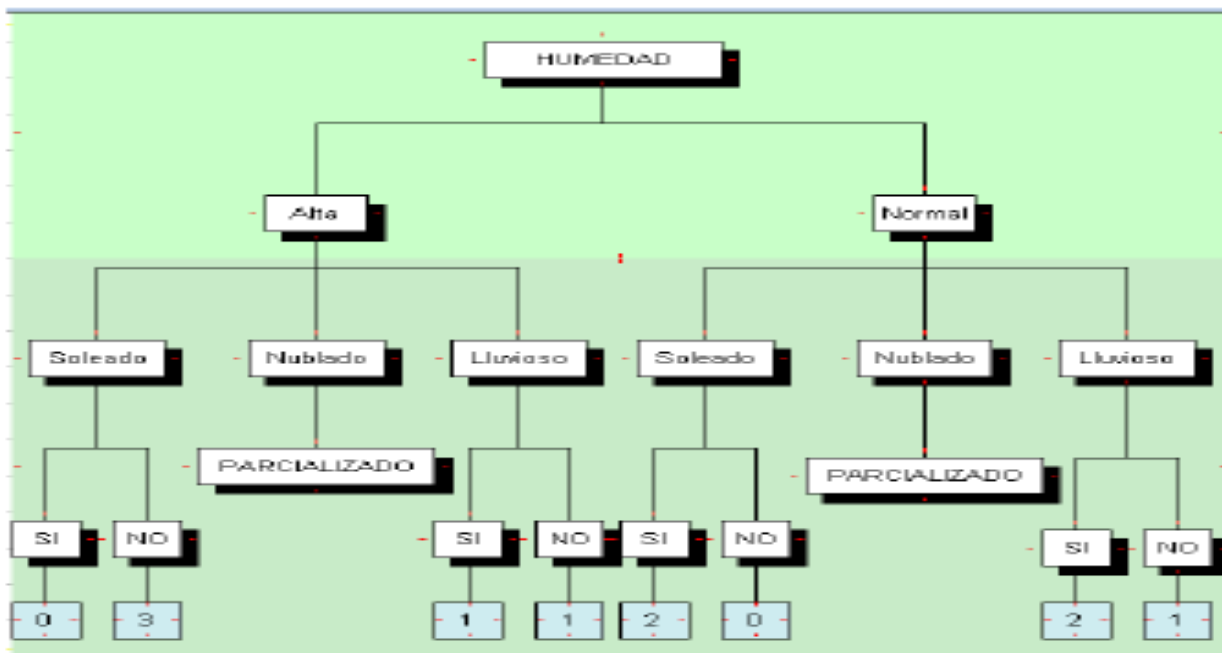 HUMEDAD
Alta Normal
Soleado Nublado Lluvioso Soleado Nublado Lluvioso
PARCIALIZADO PARCIALIZADO
SI NO SI NO SI NO SI NO
0 3 1 1 2 0 2 1